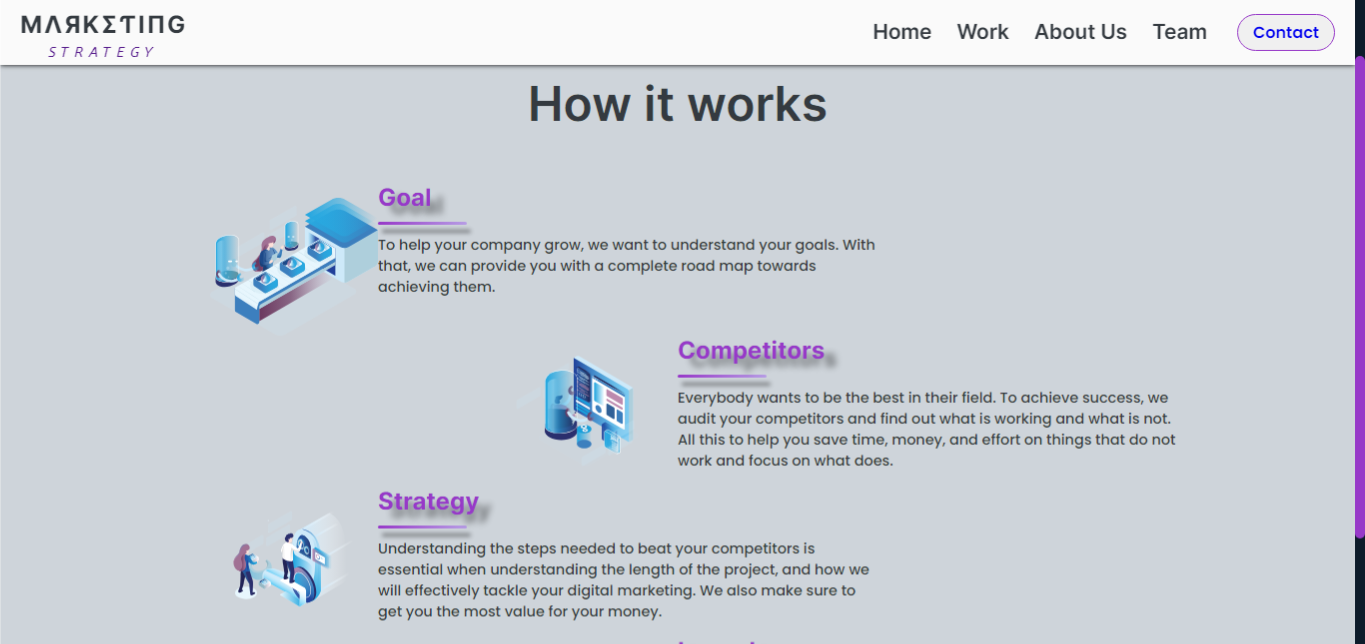 MΛЯKΣTIПG
STRATEGY
Home Work About Us Team Contact
How it works
Goal
To help your company grow, we want to understand your goals. With
that, we can provide you with a complete road map towards
achieving them.
Competitors
Everybody wants to be the best in their field. To achieve success, we
audit your competitors and find out what is working and what is not.
All this to help you save time, money, and effort on things that do not
work and focus on what does.
Strategy
Understanding the steps needed to beat your competitors is
essential when understanding the length of the project, and how we
will effectively tackle your digital marketing. We also make sure to
get you the most value for your money.